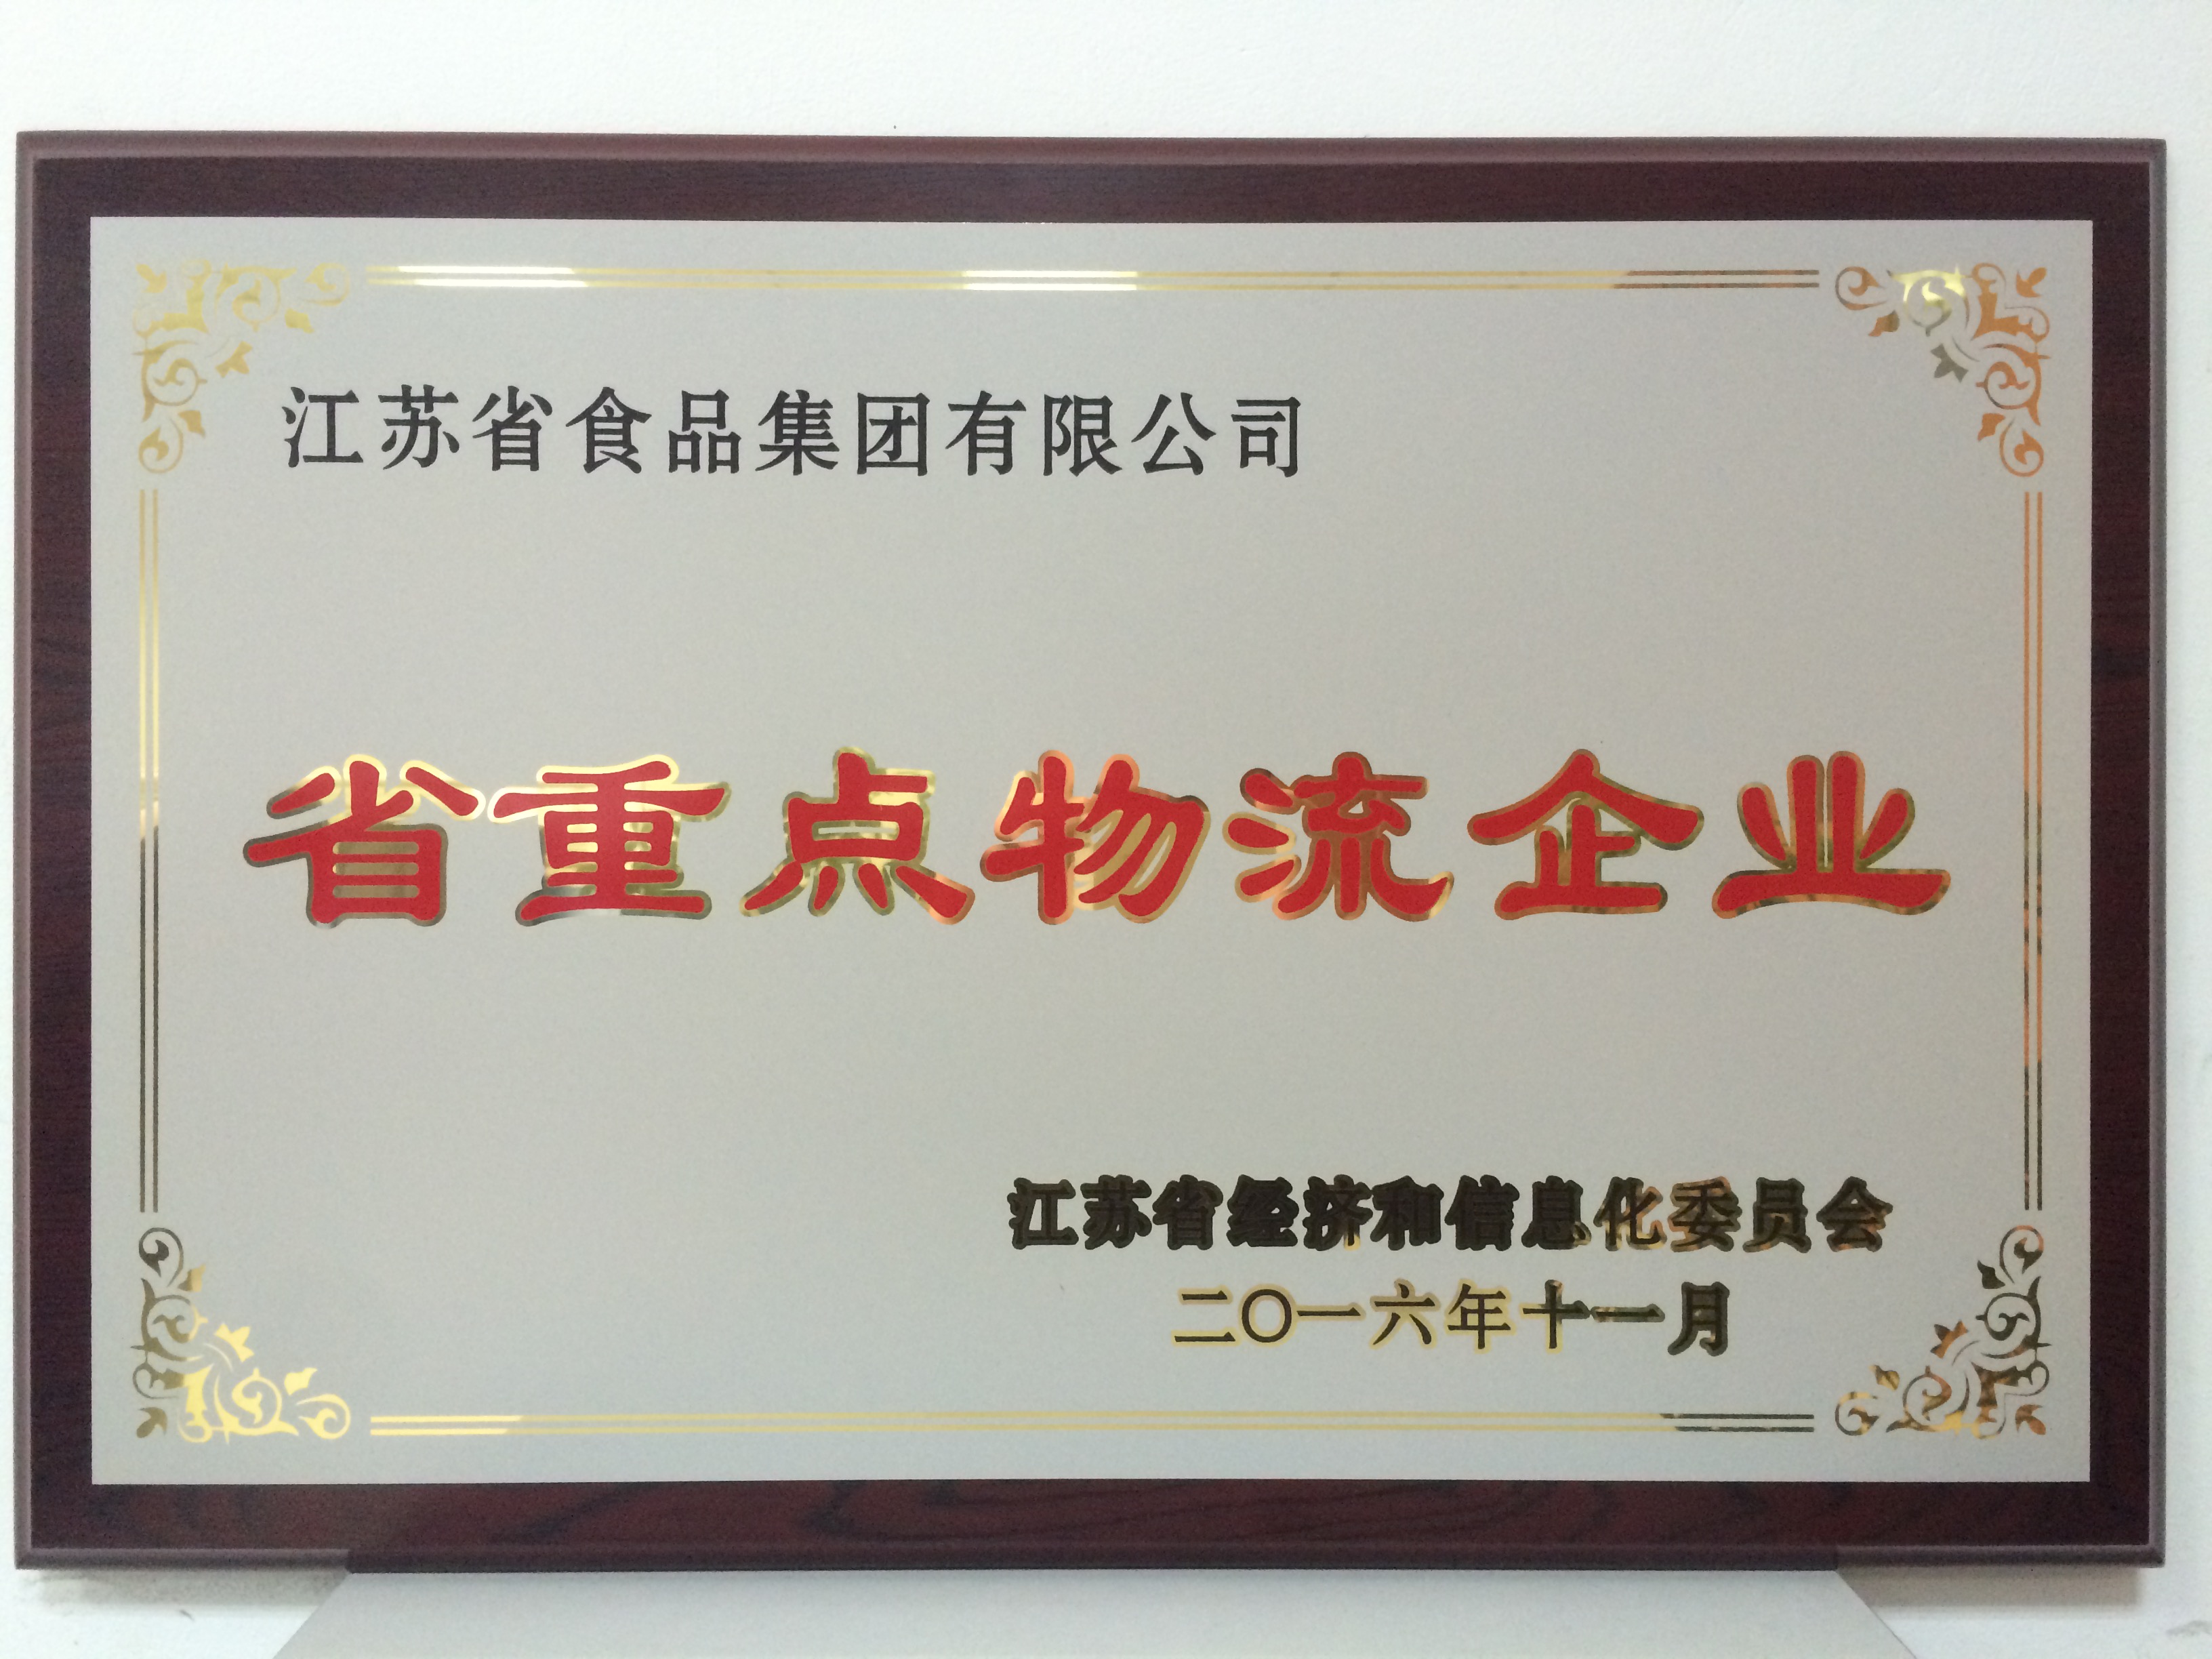 江苏省食品集团有限公司
省重点物流企业
江苏省经济和信息化委员会
二〇一六年十一月